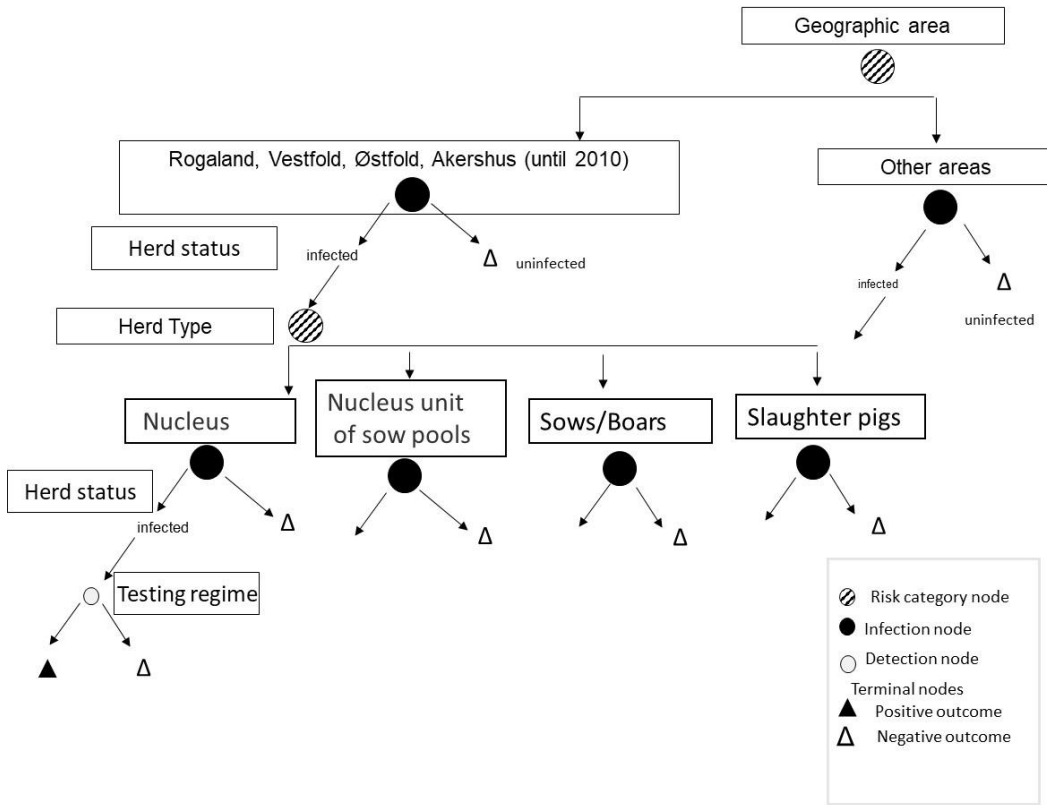 Geographic area
Rogaland, Vestfold, Østfold, Akershus (until 2010)
Other areas
Herd status
infected
Δ
uninfected
infected
Δ
uninfected
Herd Type
Nucleus
Nucleus unit
of sow pools
Sows/Boars
Slaughter pigs
Herd status
infected
Δ
Δ
Δ
Δ
Testing regime
Δ
Risk category node
Infection node
Detection node
Terminal nodes
Positive outcome
Δ Negative outcome